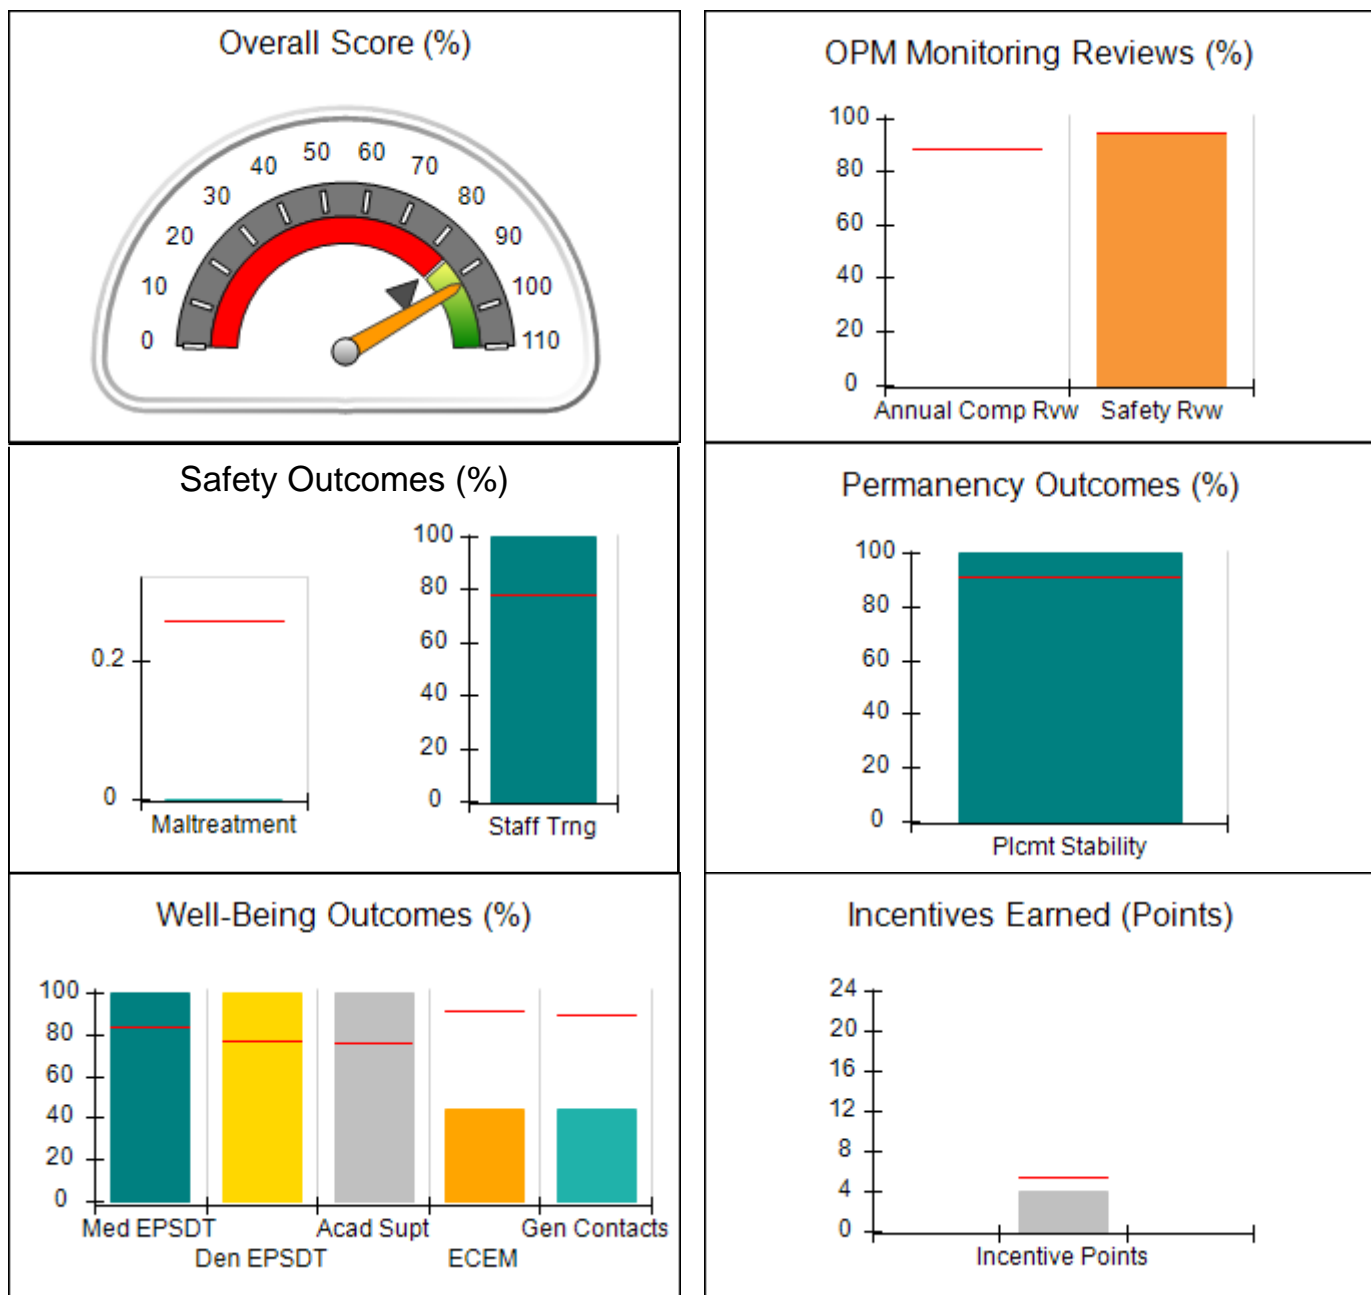 Overall Score (%)
0 10 20 30 40 50 60 70 80 90 100 110
OPM Monitoring Reviews (%)
100
80
60
40
20
0
Annual Comp Rvw Safety Rvw
Safety Outcomes (%)
0.2
0
Maltreatment
100
80
60
40
20
0
Staff Trng
Permanency Outcomes (%)
100
80
60
40
20
0
Plcmt Stability
Well-Being Outcomes (%)
100
80
60
40
20
0
Med EPSDT Acad Supt Gen Contacts
Den EPSDT ECEM
Incentives Earned (Points)
24
20
16
12
8
4
0
Incentive Points